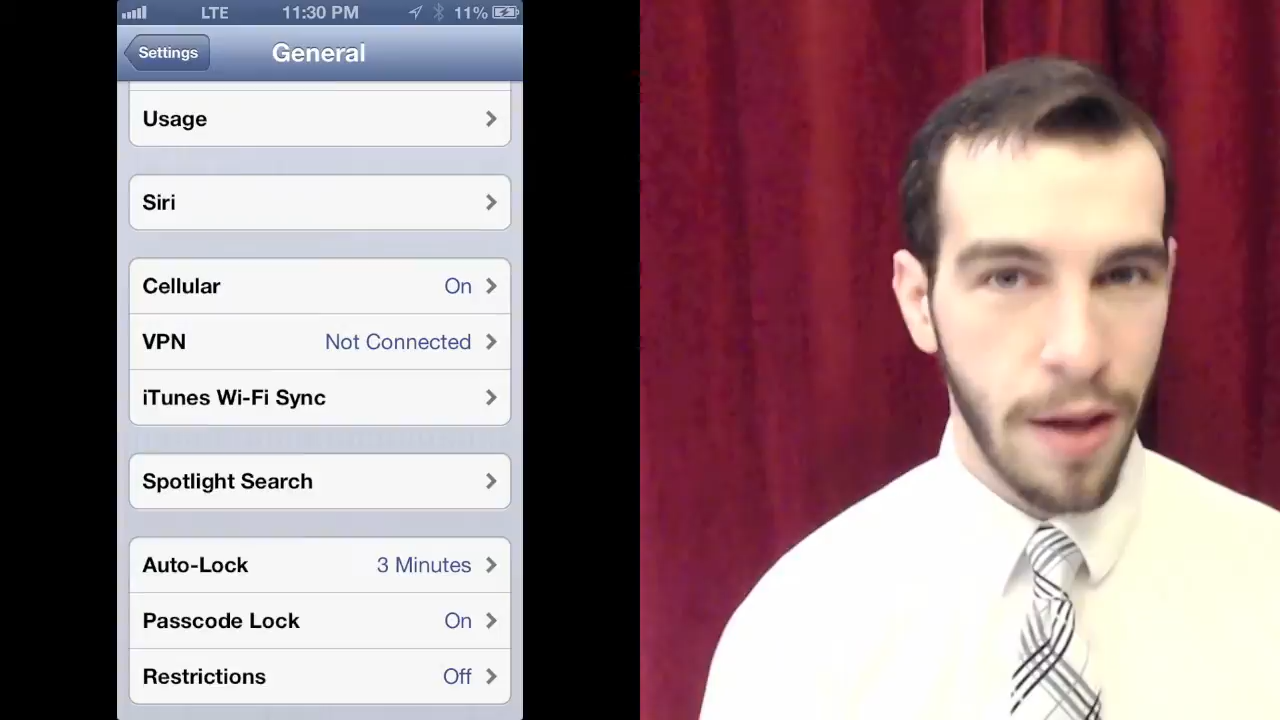 LTE 11:30 PM 11%
Settings General
Usage
Siri
Cellular On
VPN Not Connected
iTunes Wi-Fi Sync
Spotlight Search
Auto-Lock 3 Minutes
Passcode Lock On
Restrictions Off